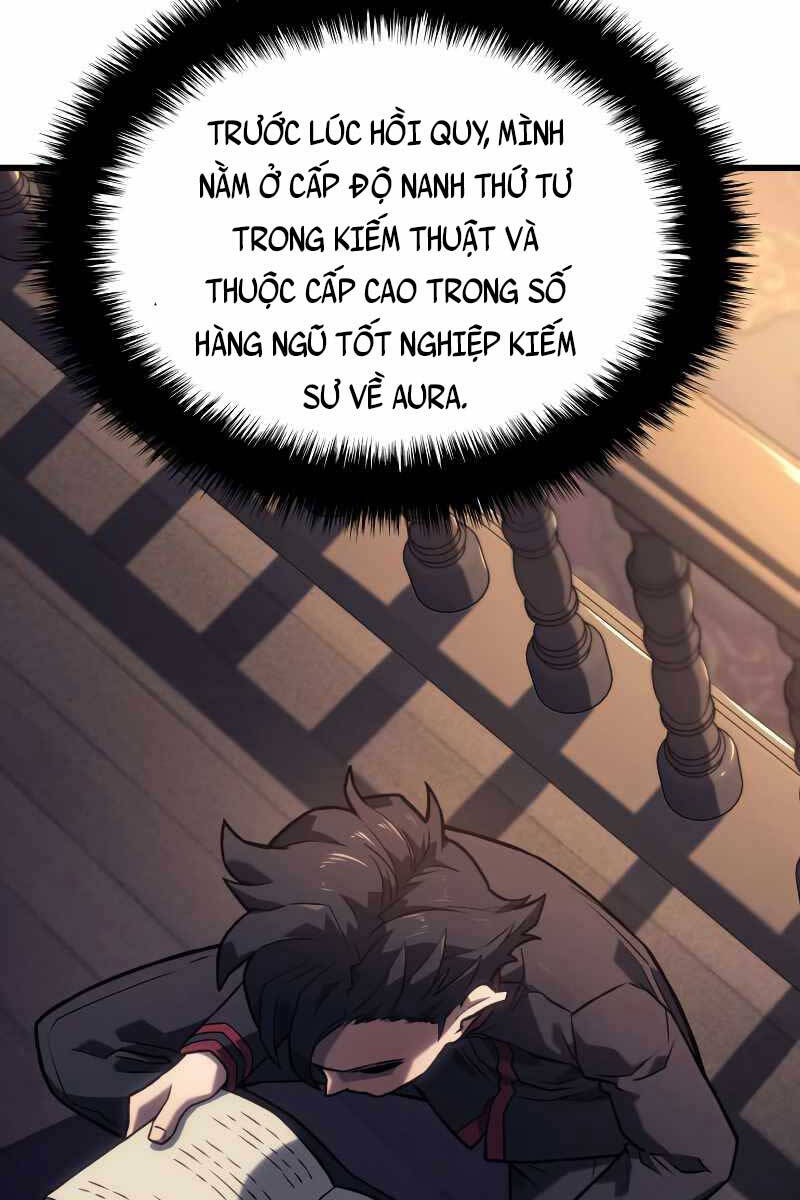 TRƯỚC LÚC HỒI QUY, MÌNH
NẰM Ở CẤP ĐỘ NANH THỨ TƯ
TRONG KIẾM THUẬT VÀ
THUỘC CẤP CAO TRONG SỐ
HÀNG NGŨ TỐT NGHIỆP KIẾM
SƯ VỀ AURA.